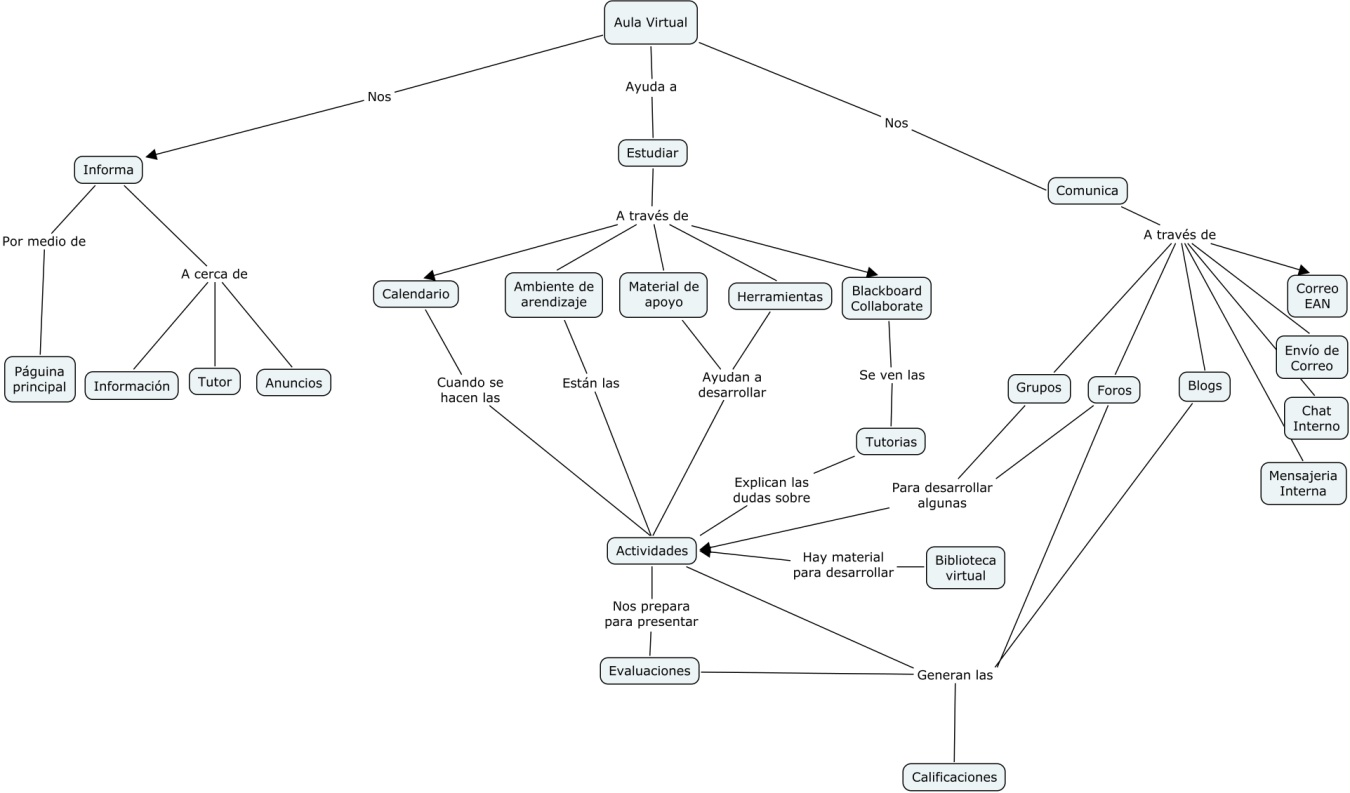 Aula Virtual
Nos
Ayuda a
Nos
Informa
Estudiar
Comunica
Por medio de
A cerca de
A través de
A través de
Páguina
principal
Información
Tutor
Anuncios
Calendario
Ambiente de
arendizaje
Material de
apoyo
Herramientas
Blackboard
Collaborate
Correo
EAN
Envío de
Correo
Chat
Interno
Mensajeria
Interna
Grupos
Foros
Blogs
Cuando se
hacen las
Están las
Ayudan a
desarrollar
Se ven las
Tutorias
Explican las
dudas sobre
Para desarrollar
algunas
Actividades
Hay material
para desarrollar
Biblioteca
virtual
Nos prepara
para presentar
Evaluaciones
Generan las
Calificaciones